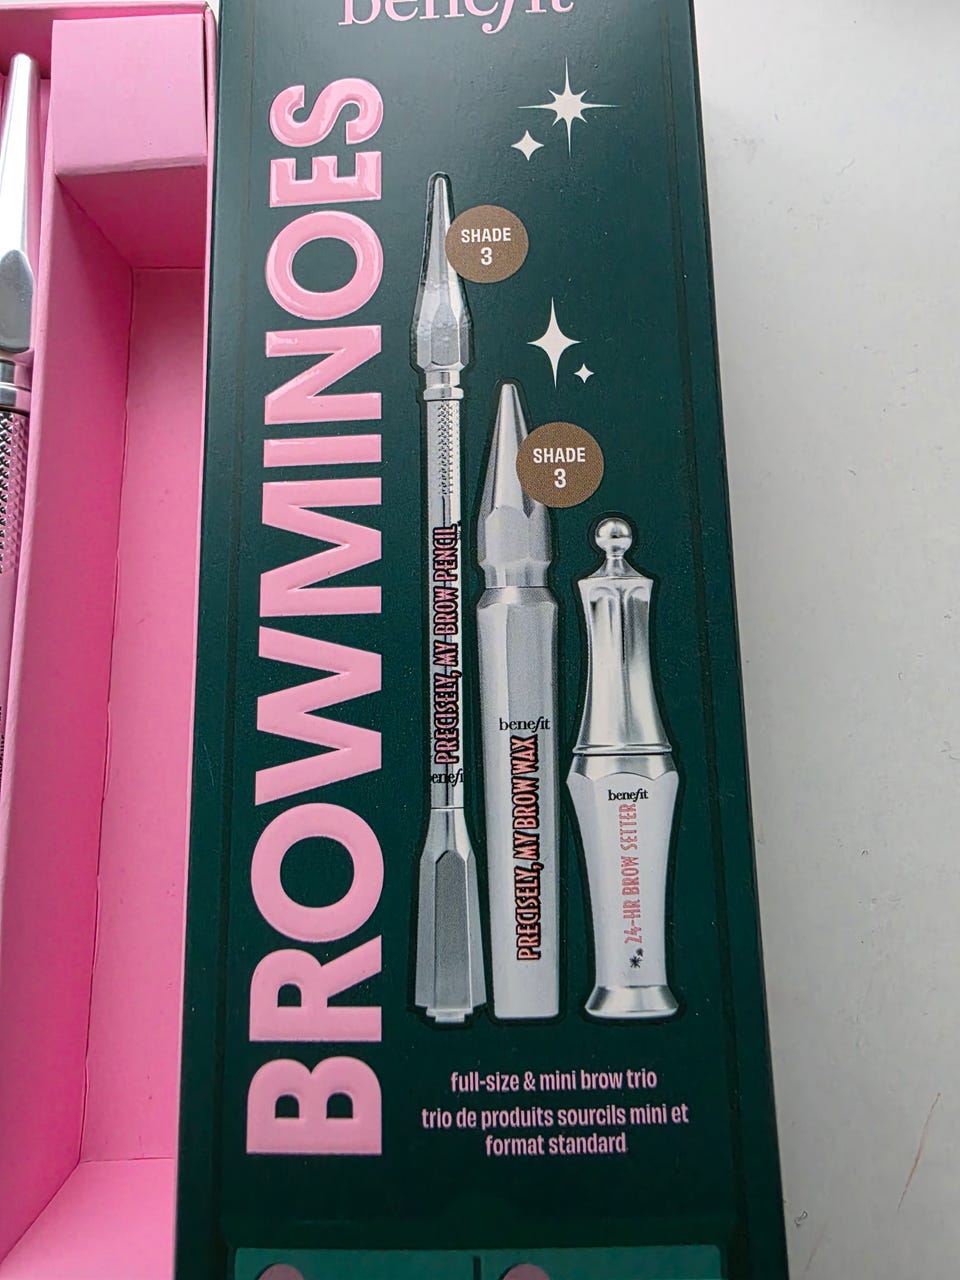 benefit
BROWMINOES
SHADE
3
SHADE
3
PRECISELY, MY BROW PENCIL
benefit
benefit
PRECISELY, MY BROW WAX
benefit
24-HR BROW SETTER
full-size & mini brow trio
trio de produits sourcils mini et
format standard